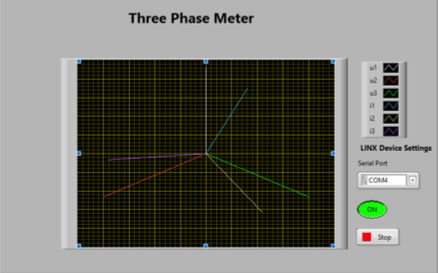 Three Phase Meter
u1
u2
u3
i1
i2
i3
LINX Device Settings
Serial Port
COM4
ON
Stop